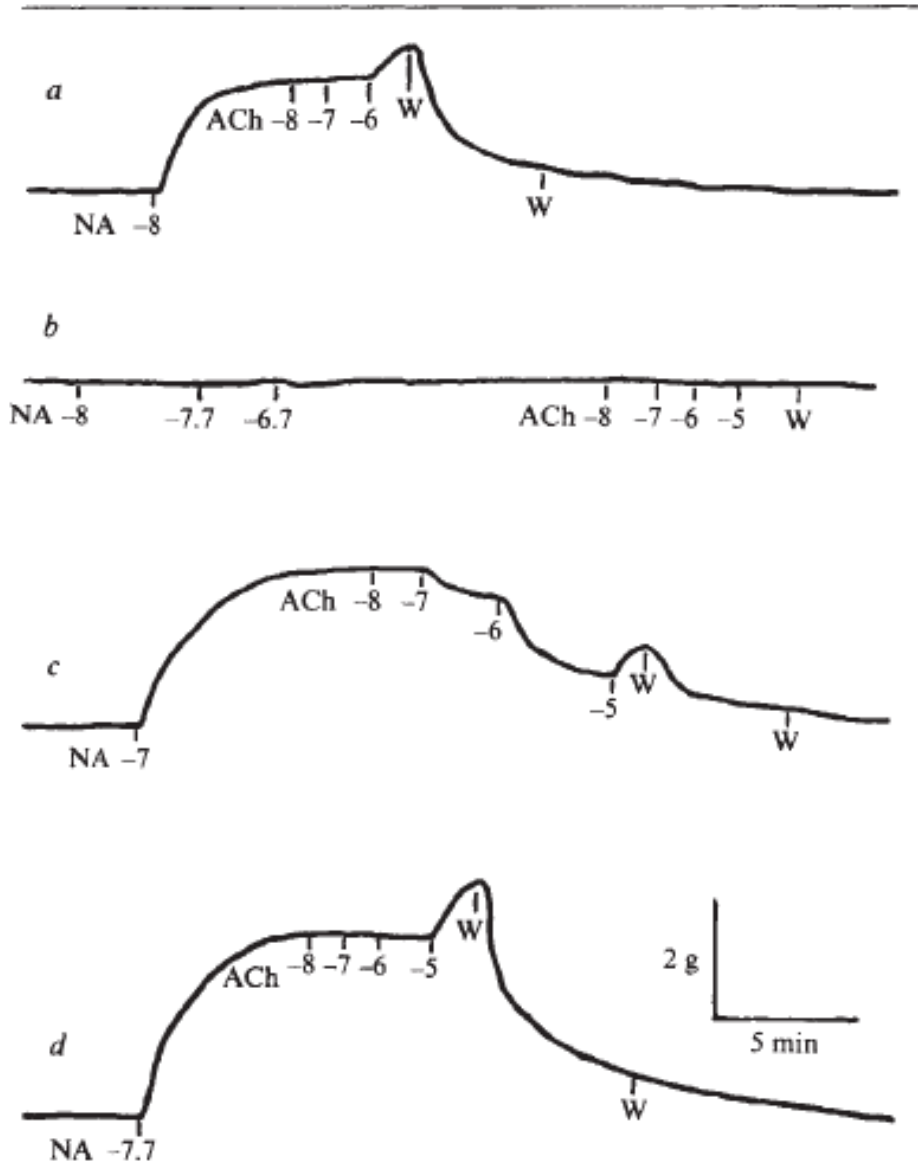 a
ACh -8 -7 -6 W
W
NA -8
b
NA -8 -7.7 -6.7 ACh -8 -7 -6 -5 W
ACh -8 -7
-6
c
W
-5
W
NA -7
W
ACh -8 -7 -6 -5
2 g
d
5 min
W
NA -7.7